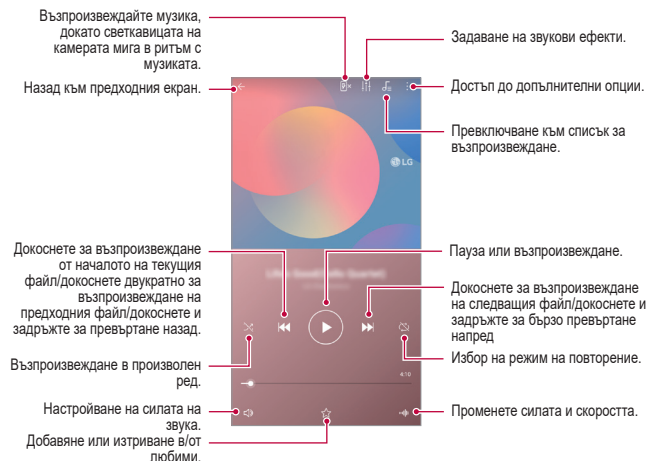 Възпроизвеждайте музика,
докато светкавицата на
камерата мига в ритъм с
музиката.
Задаване на звукови ефекти.
Назад към предходния екран.
Достъп до допълнителни опции.
Превключване към списък за
възпроизвеждане.
LG
Докоснете за възпроизвеждане
от началото на текущия
файл/докоснете двукратно за
възпроизвеждане на
предходния файл/докоснете и
задръжте за превъртане назад.
Пауза или възпроизвеждане.
Докоснете за възпроизвеждане
на следващия файл/докоснете и
задръжте за бързо превъртане
напред
Възпроизвеждане в произволен
ред.
Избор на режим на повторение.
4:10
Настройване на силата на
звука.
Променете силата и скоростта.
Добавяне или изтриване в/от
любими.